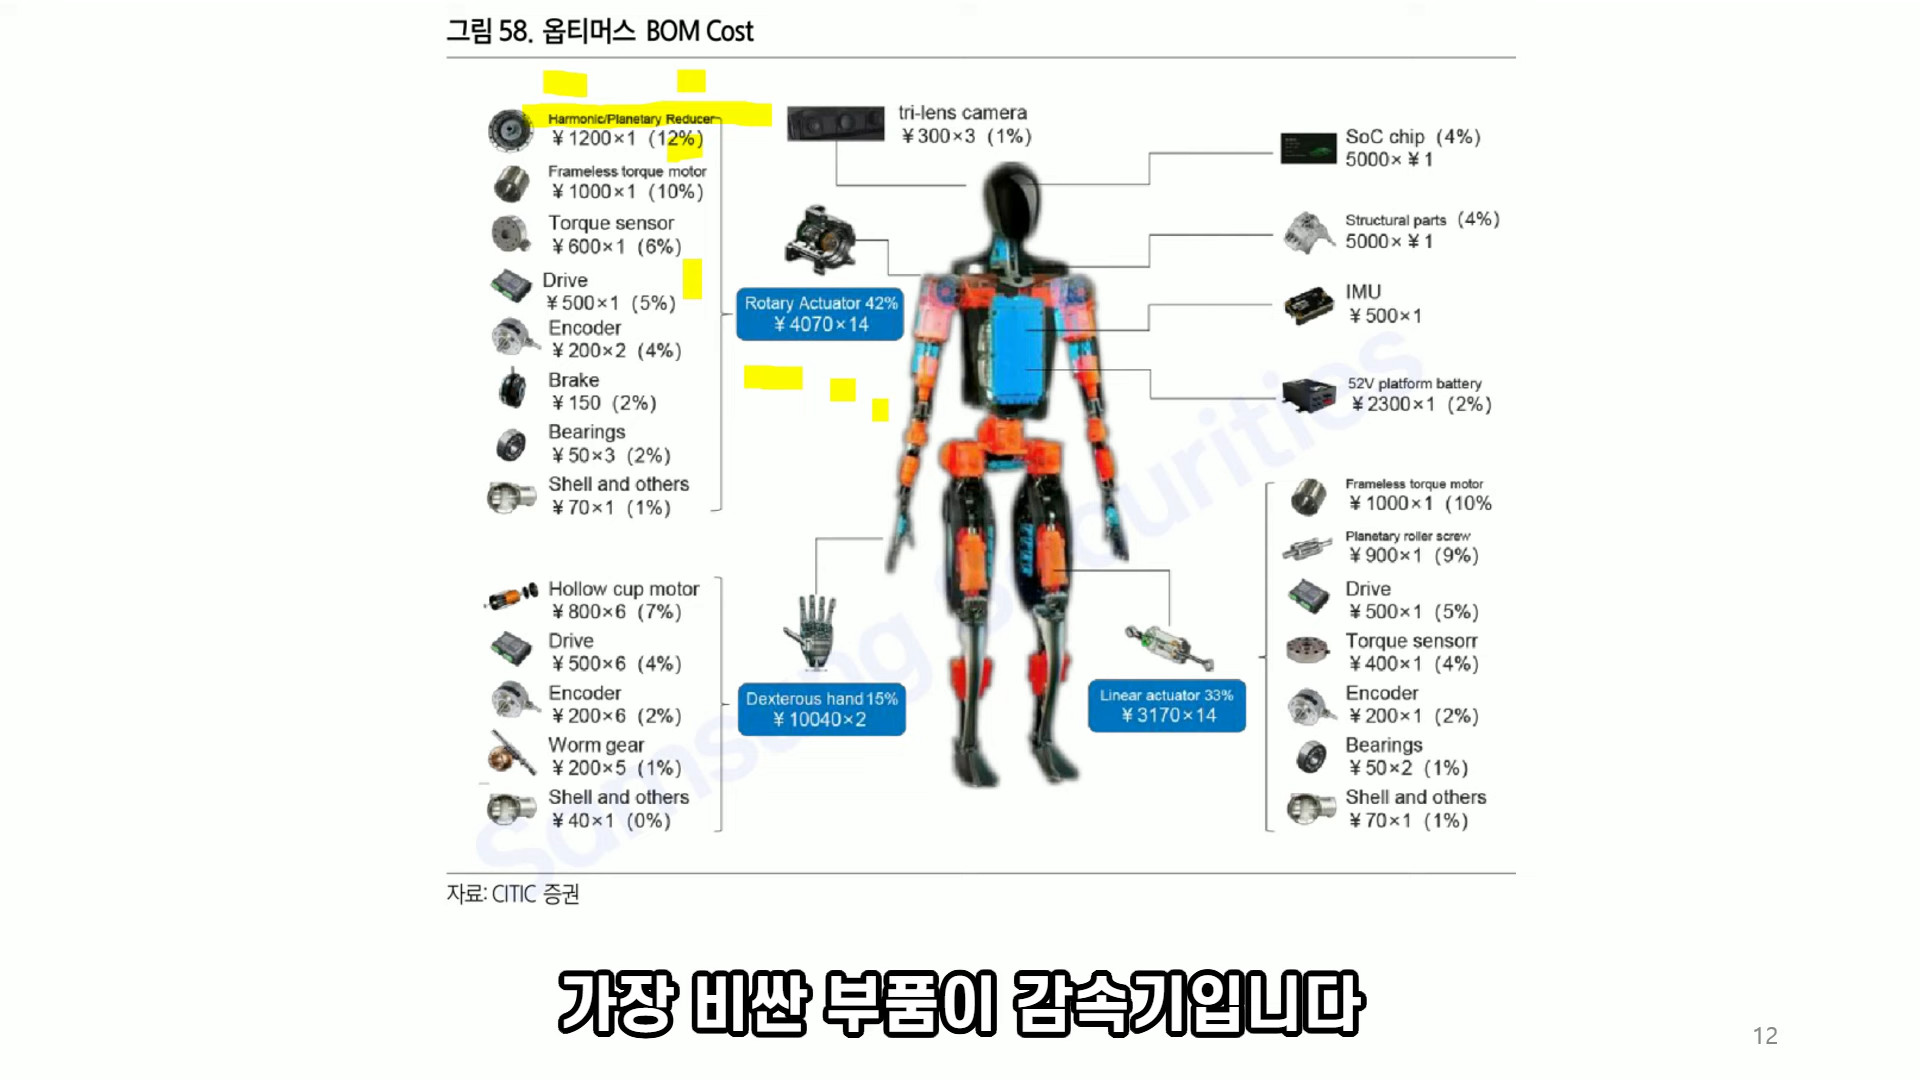 그림 58. 옵티머스 BOM Cost
Harmonic/Planetary Reducer
￥1200×1 (12%)
Frameless torque motor
￥1000×1 (10%)
Torque sensor
￥600×1 (6%)
Drive
￥500×1 (5%)
Encoder
￥200×2 (4%)
Brake
￥150 (2%)
Bearings
￥50×3 (2%)
Shell and others
￥70×1 (1%)
Rotary Actuator 42%
￥4070×14
tri-lens camera
￥300×3 (1%)
SoC chip (4%)
5000×￥1
Structural parts (4%)
5000×￥1
IMU
￥500×1
52V platform battery
￥2300×1 (2%)
Hollow cup motor
￥800×6 (7%)
Drive
￥500×6 (4%)
Encoder
￥200×6 (2%)
Worm gear
￥200×5 (1%)
Shell and others
￥40×1 (0%)
Dexterous hand 15%
￥10040×2
Linear actuator 33%
￥3170×14
Frameless torque motor
￥1000×1 (10%
Planetary roller screw
￥900×1 (9%)
Drive
￥500×1 (5%)
Torque sensorr
￥400×1 (4%)
Encoder
￥200×1 (2%)
Bearings
￥50×2 (1%)
Shell and others
￥70×1 (1%)
Samsung Securities
자료: CITIC 증권
가장 비싼 부품이 감속기입니다
12